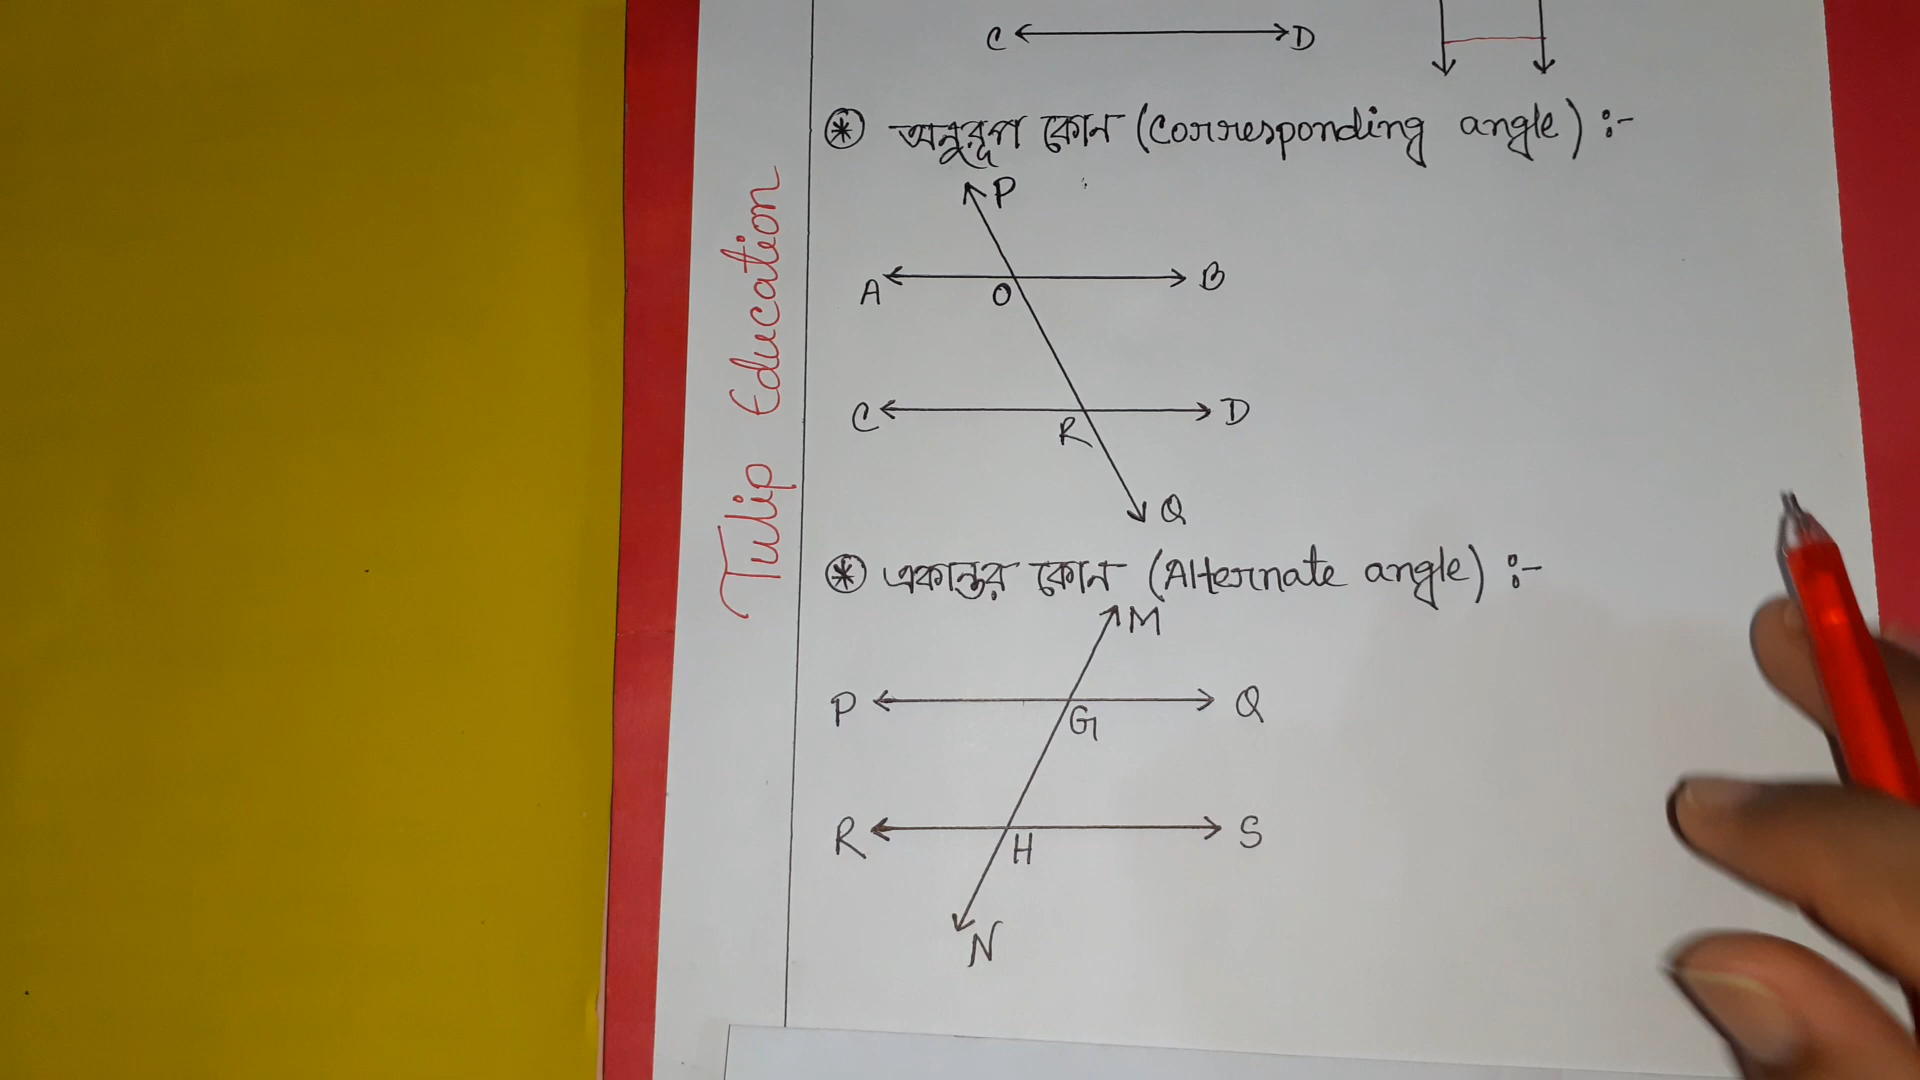 C D
⊛ অনুরূপ কোন (Corresponding angle) :-
P
A O B
C R D
Q
⊛ একান্তর কোন (Alternate angle) :-
M
P G Q
R H S
N
Tulip Education